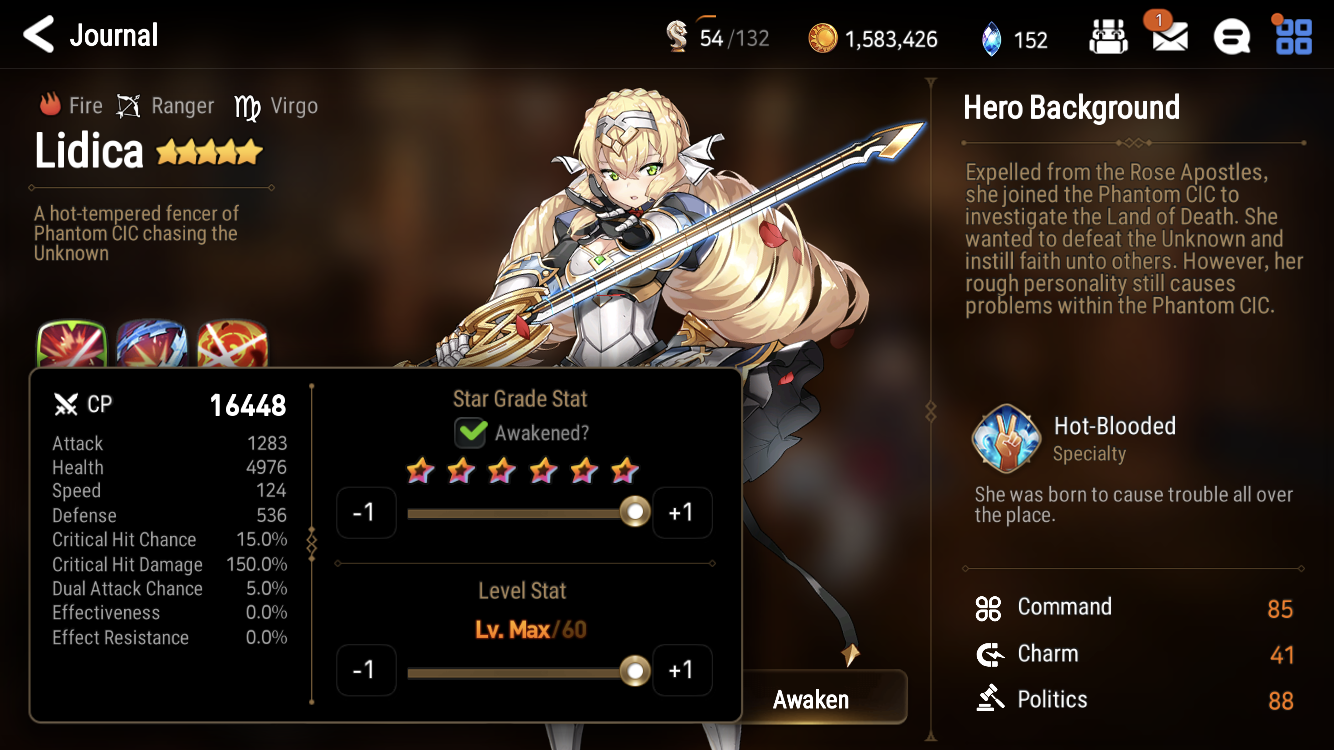 Journal
54/132
1,583,426
152
1
Fire Ranger Virgo
Lidica
A hot-tempered fencer of
Phantom CIC chasing the
Unknown
CP 16448
Attack 1283
Health 4976
Speed 124
Defense 536
Critical Hit Chance 15.0%
Critical Hit Damage 150.0%
Dual Attack Chance 5.0%
Effectiveness 0.0%
Effect Resistance 0.0%
Star Grade Stat
Awakened?
-1 +1
Level Stat
Lv. Max/60
-1 +1
Awaken
Hero Background
Expelled from the Rose Apostles,
she joined the Phantom CIC to
investigate the Land of Death. She
wanted to defeat the Unknown and
instill faith unto others. However, her
rough personality still causes
problems within the Phantom CIC.
Hot-Blooded
Specialty
She was born to cause trouble all over
the place.
Command 85
Charm 41
Politics 88